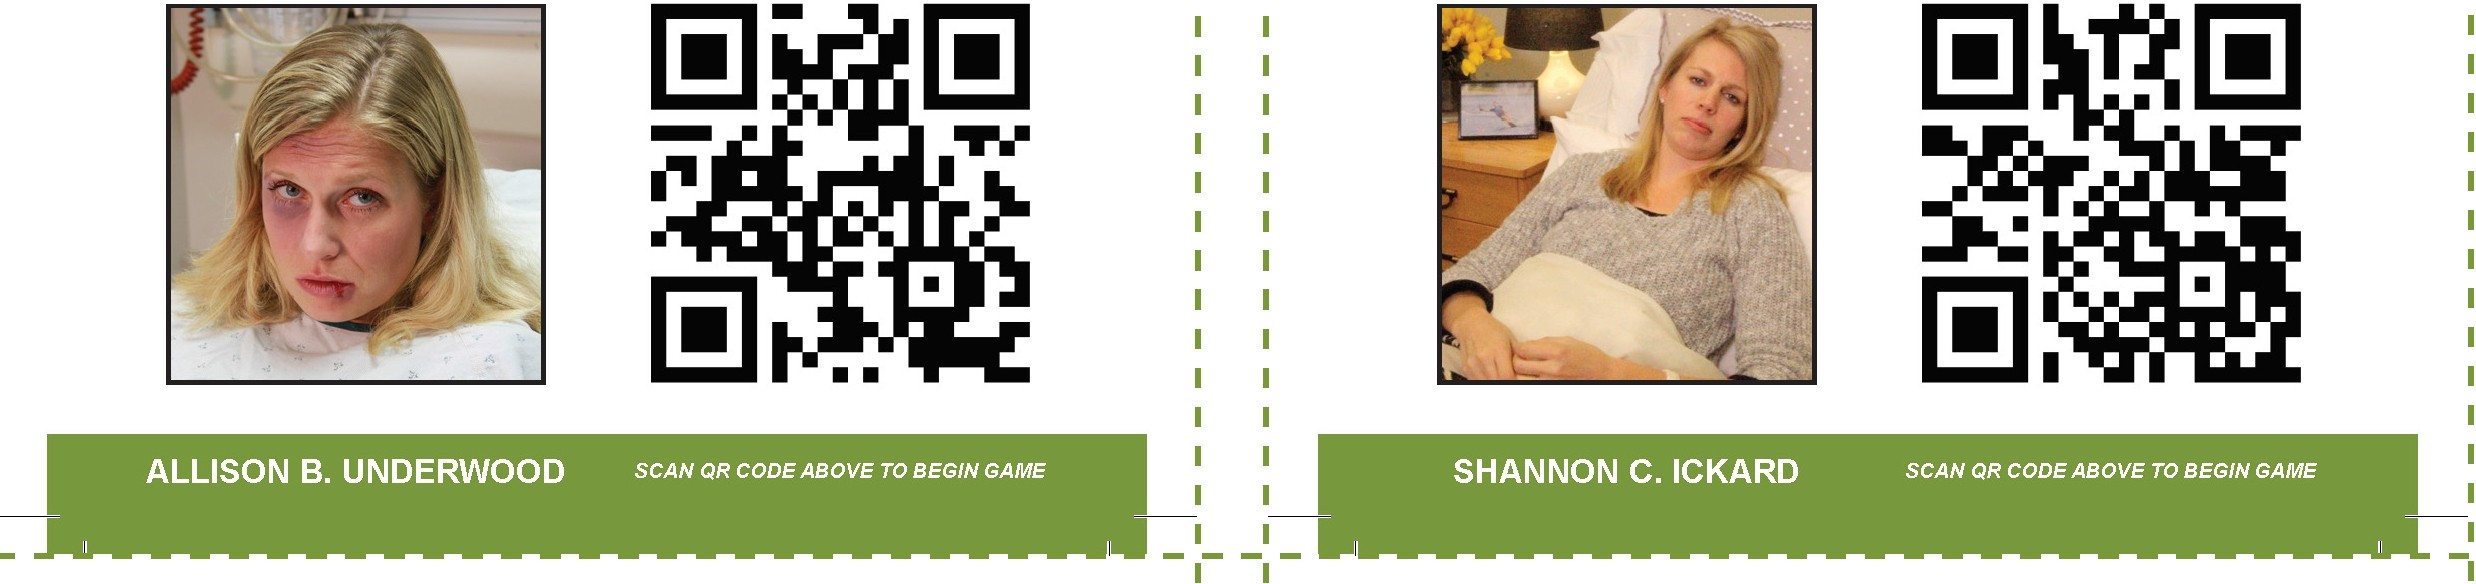 ALLISON B. UNDERWOOD
SCAN QR CODE ABOVE TO BEGIN GAME
SHANNON C. ICKARD
SCAN QR CODE ABOVE TO BEGIN GAME